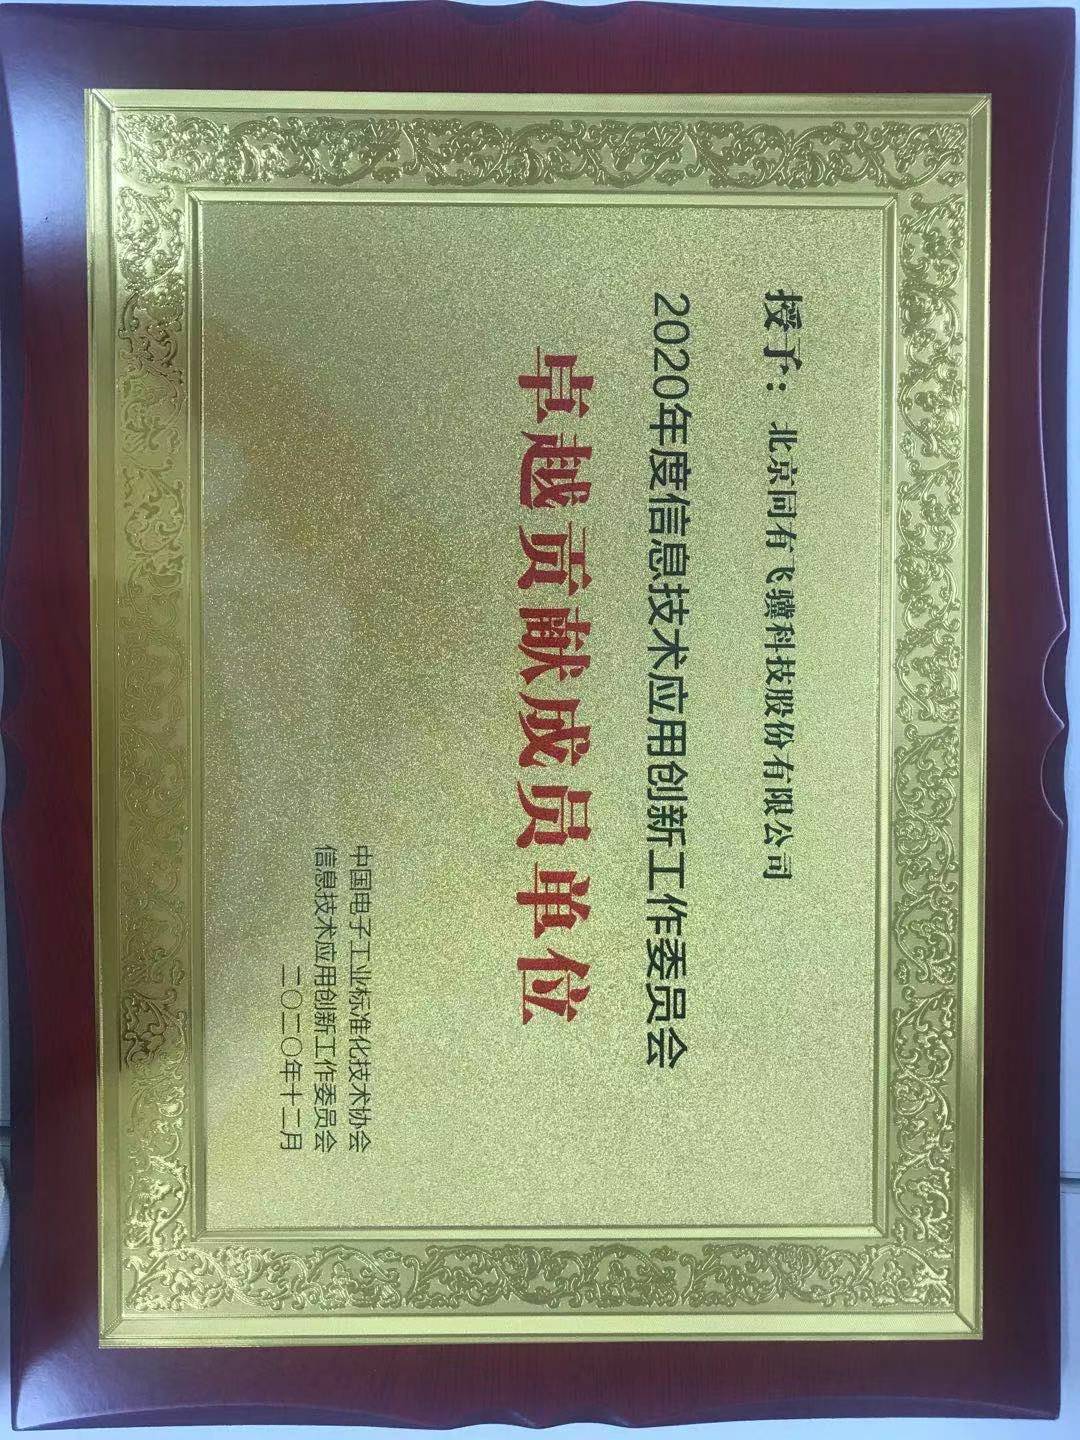 授予：北京同有飞骥科技股份有限公司
2020年度信息技术应用创新工作委员会
卓越贡献成员单位
中国电子工业标准化技术协会
信息技术应用创新工作委员会
二〇二〇年十二月